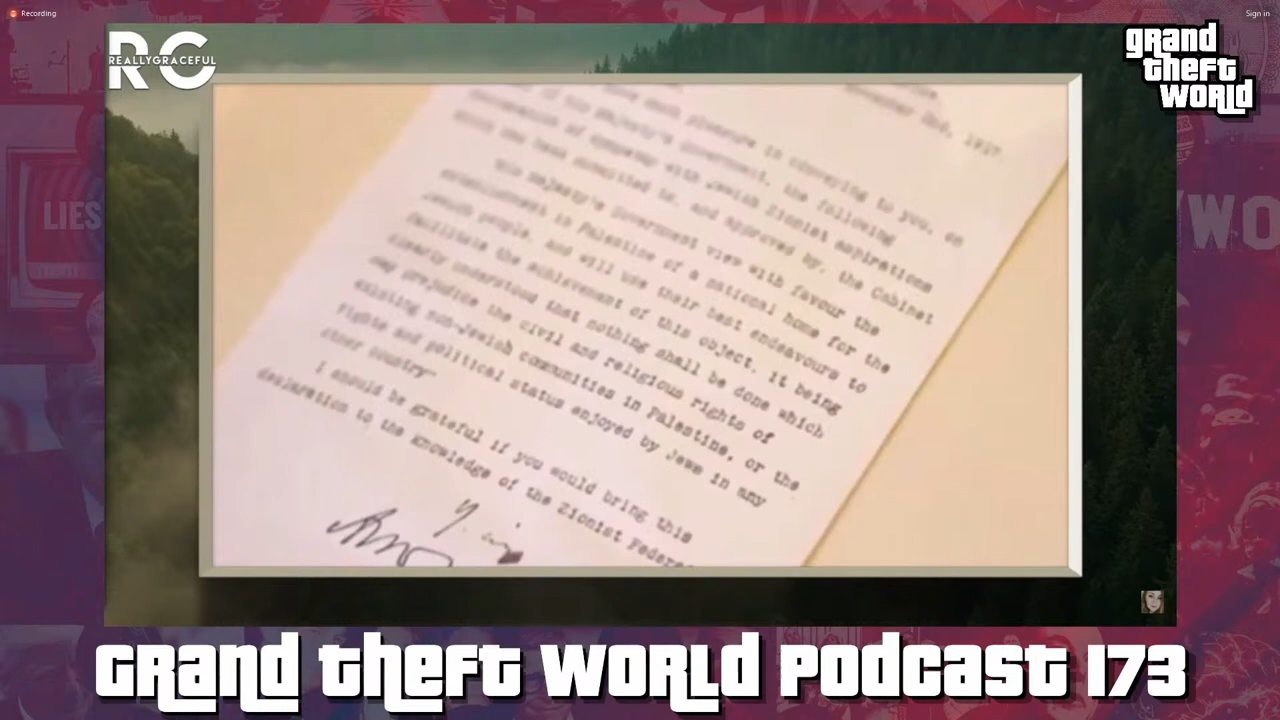 Recording
Sign in
RG
REALLYGRACEFUL
grand
theft
world
LIES
November 2nd, 1917
much pleasure in conveying to you, on
of His Majesty's Government, the following
declaration of sympathy with Jewish Zionist aspirations
which has been submitted to, and approved by, the Cabinet
His Majesty's Government view with favour the
establishment in Palestine of a national home for the
Jewish people, and will use their best endeavours to
facilitate the achievement of this object, it being
clearly understood that nothing shall be done which
may prejudice the civil and religious rights of
existing non-Jewish communities in Palestine, or the
rights and political status enjoyed by Jews in any
other country"
I should be grateful if you would bring this
declaration to the knowledge of the Zionist Federa
GRAND THEFT WORLD PODCAST 173